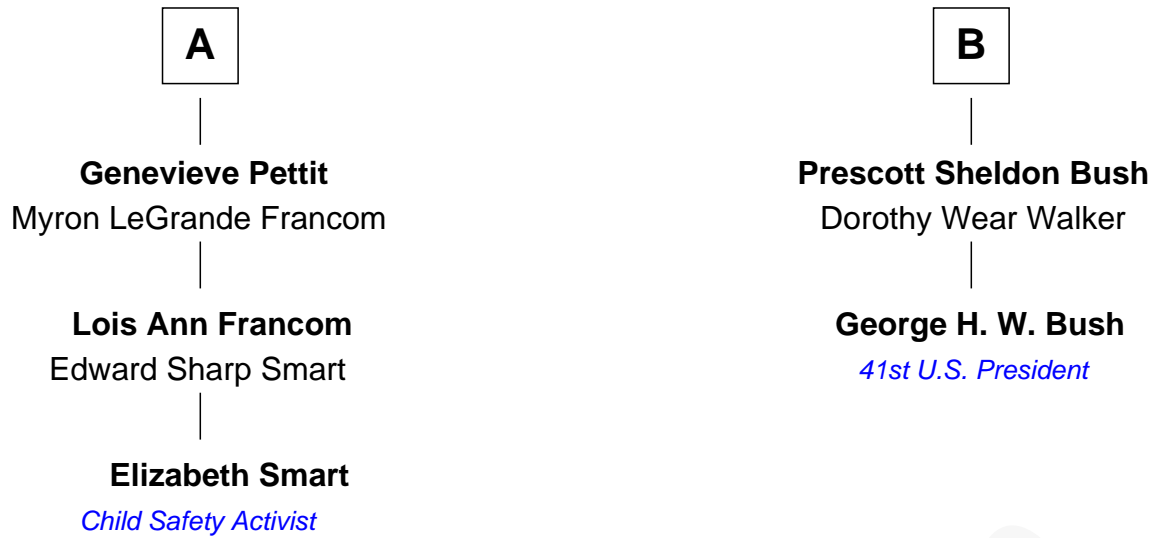 A
Genevieve Pettit
Myron LeGrande Francom
Lois Ann Francom
Edward Sharp Smart
Elizabeth Smart
Child Safety Activist
B
Prescott Sheldon Bush
Dorothy Wear Walker
George H. W. Bush
41st U.S. President